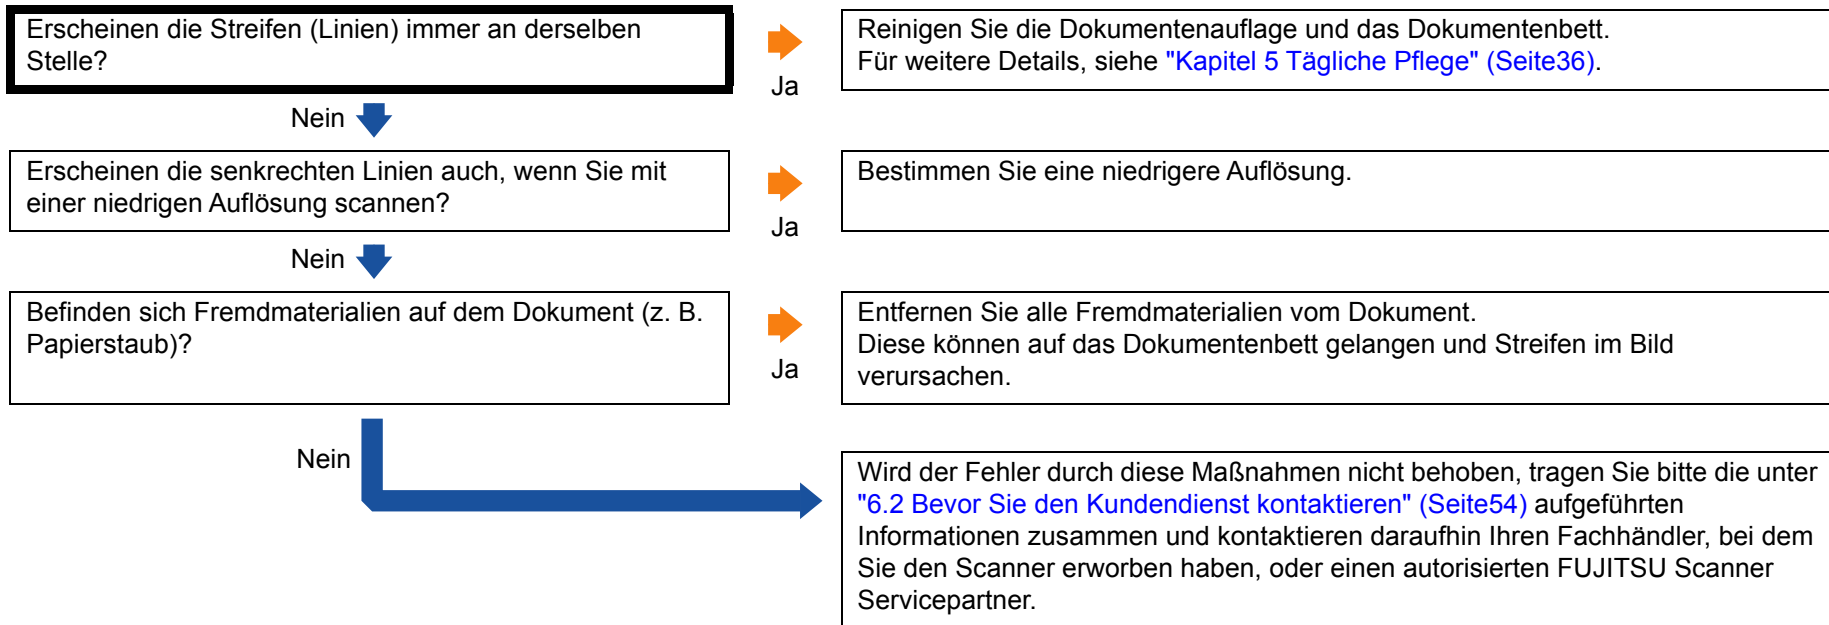 Erscheinen die Streifen (Linien) immer an derselben
Stelle?
Ja
Reinigen Sie die Dokumentenauflage und das Dokumentenbett.
Für weitere Details, siehe "Kapitel 5 Tägliche Pflege" (Seite36).
Nein
Erscheinen die senkrechten Linien auch, wenn Sie mit
einer niedrigen Auflösung scannen?
Ja
Bestimmen Sie eine niedrigere Auflösung.
Nein
Befinden sich Fremdmaterialien auf dem Dokument (z. B.
Papierstaub)?
Ja
Entfernen Sie alle Fremdmaterialien vom Dokument.
Diese können auf das Dokumentenbett gelangen und Streifen im Bild
verursachen.
Nein
Wird der Fehler durch diese Maßnahmen nicht behoben, tragen Sie bitte die unter
"6.2 Bevor Sie den Kundendienst kontaktieren" (Seite54) aufgeführten
Informationen zusammen und kontaktieren daraufhin Ihren Fachhändler, bei dem
Sie den Scanner erworben haben, oder einen autorisierten FUJITSU Scanner
Servicepartner.